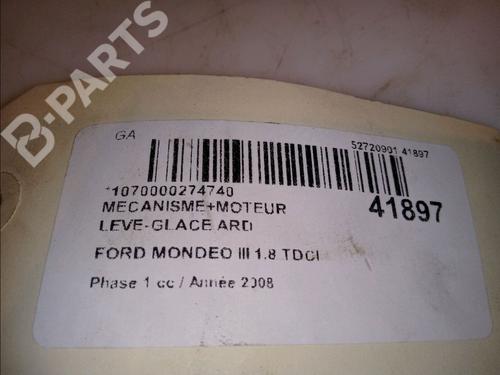 B-PARTS
GA
52720901 41897
*1070000274740
MECANISME+MOTEUR
41897
LEVE-GLACE ARD
FORD MONDEO III 1.8 TDCI
Phase 1 cc / Année 2008